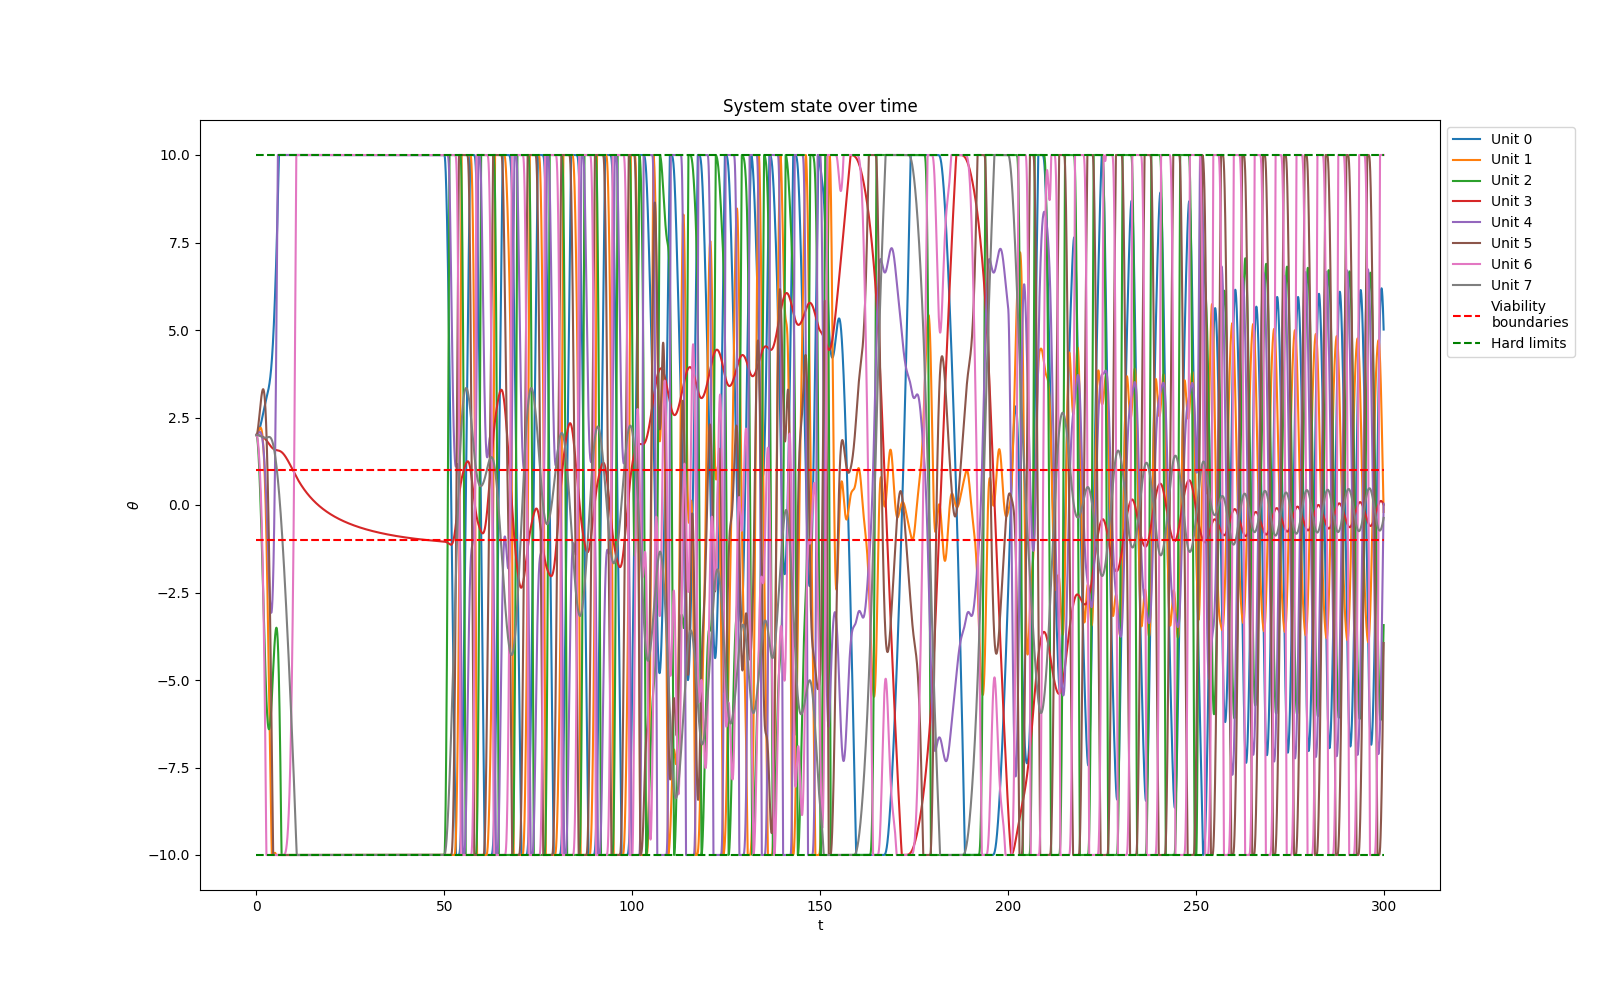 System state over time
10.0
7.5
5.0
2.5
0.0
−2.5
−5.0
−7.5
−10.0
θ
0
50
100
150
200
250
300
t
Unit 0
Unit 1
Unit 2
Unit 3
Unit 4
Unit 5
Unit 6
Unit 7
Viability
boundaries
Hard limits